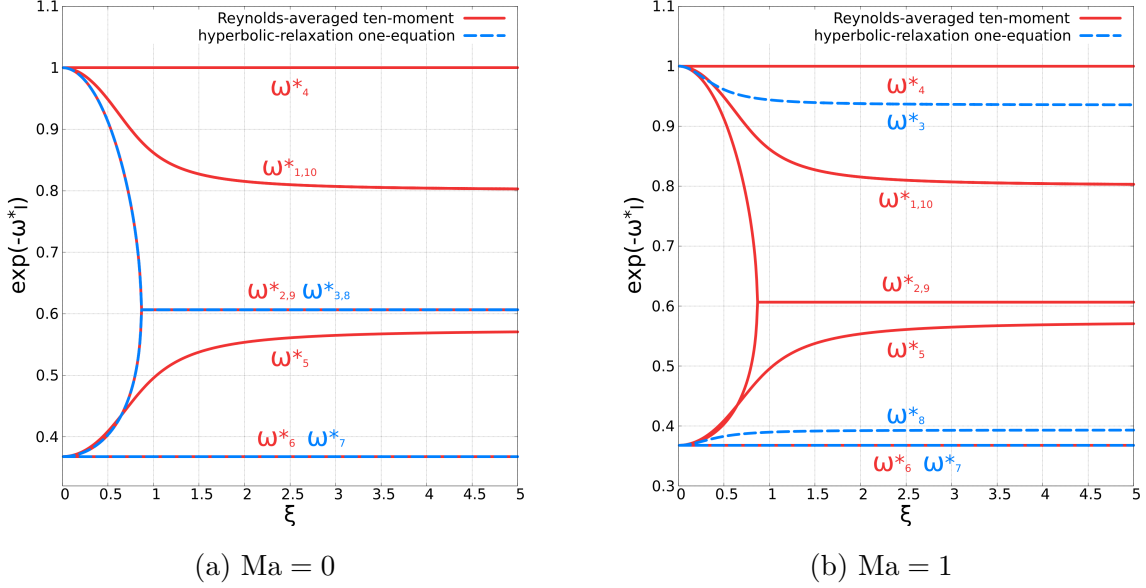 Reynolds-averaged ten-moment
hyperbolic-relaxation one-equation
1.1
1
0.9
0.8
0.7
0.6
0.5
0.4
exp(-ω*I)
ω*4
ω*1,10
ω*2,9 ω*3,8
ω*5
ω*6 ω*7
0 0.5 1 1.5 2 2.5 3 3.5 4 4.5 5
ξ
(a) Ma = 0
Reynolds-averaged ten-moment
hyperbolic-relaxation one-equation
1.1
1
0.9
0.8
0.7
0.6
0.5
0.4
0.3
exp(-ω*I)
ω*4
ω*3
ω*1,10
ω*2,9
ω*5
ω*8
ω*6 ω*7
0 0.5 1 1.5 2 2.5 3 3.5 4 4.5 5
ξ
(b) Ma = 1